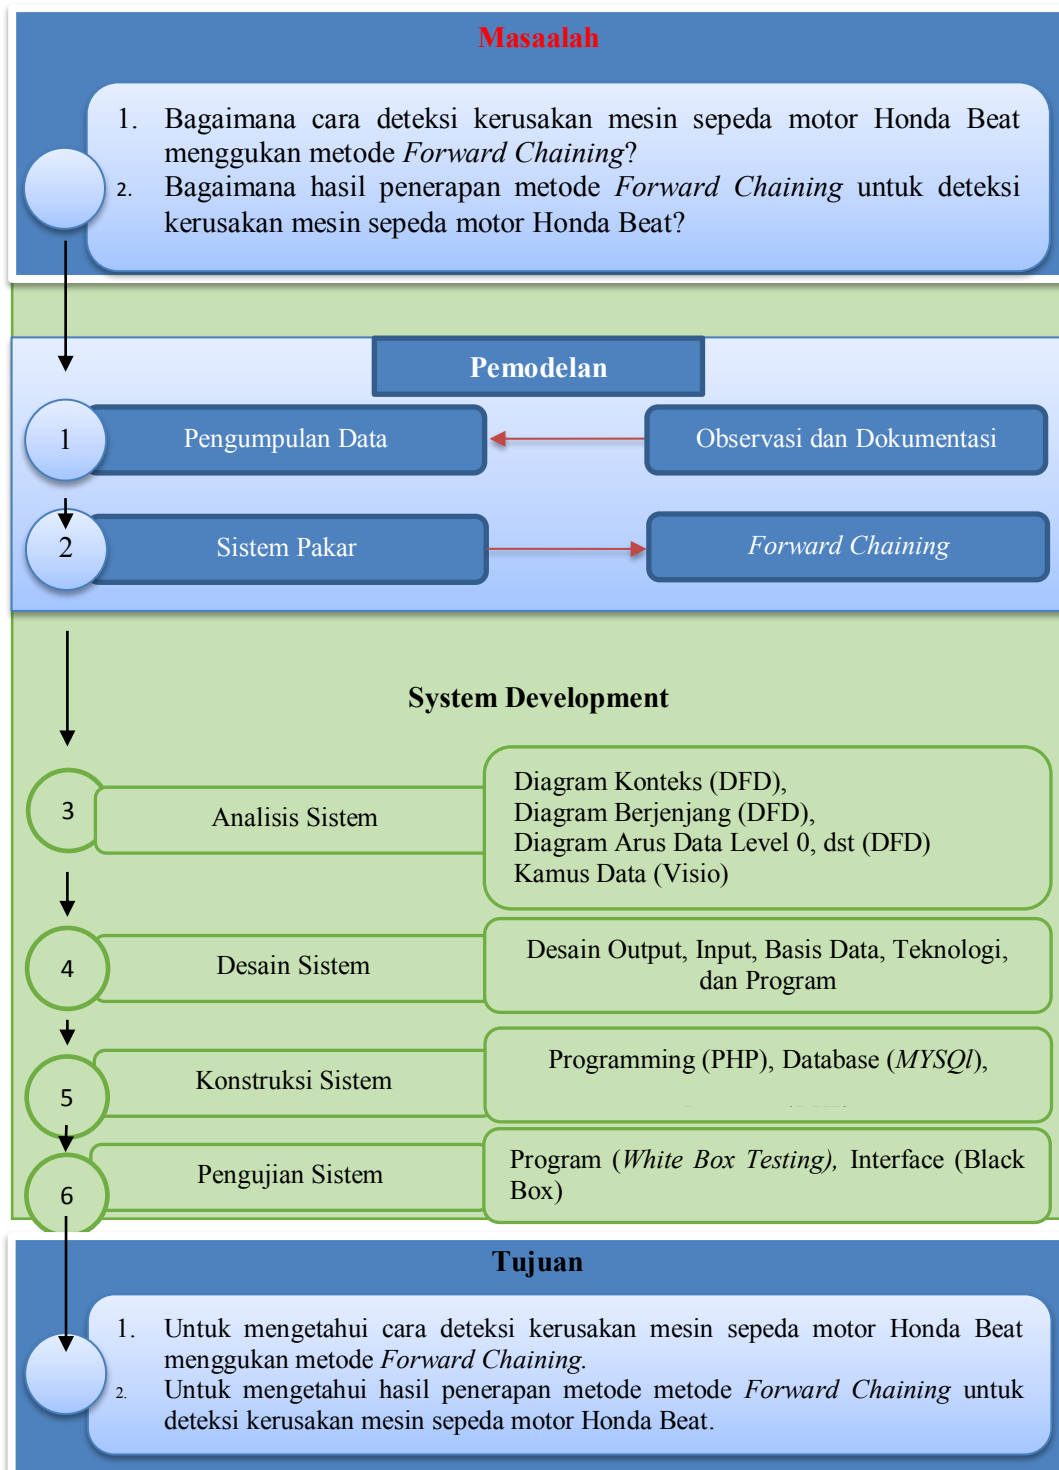 Masaalah
1. Bagaimana cara deteksi kerusakan mesin sepeda motor Honda Beat
menggukan metode Forward Chaining?
2. Bagaimana hasil penerapan metode Forward Chaining untuk deteksi
kerusakan mesin sepeda motor Honda Beat?
Pemodelan
1 Pengumpulan Data Observasi dan Dokumentasi
2 Sistem Pakar Forward Chaining
System Development
3 Analisis Sistem
Diagram Konteks (DFD),
Diagram Berjenjang (DFD),
Diagram Arus Data Level 0, dst (DFD)
Kamus Data (Visio)
4 Desain Sistem
Desain Output, Input, Basis Data, Teknologi,
dan Program
5 Konstruksi Sistem
Programming (PHP), Database (MYSQl),
6 Pengujian Sistem
Program (White Box Testing), Interface (Black
Box)
Tujuan
1. Untuk mengetahui cara deteksi kerusakan mesin sepeda motor Honda Beat
menggukan metode Forward Chaining.
2. Untuk mengetahui hasil penerapan metode metode Forward Chaining untuk
deteksi kerusakan mesin sepeda motor Honda Beat.